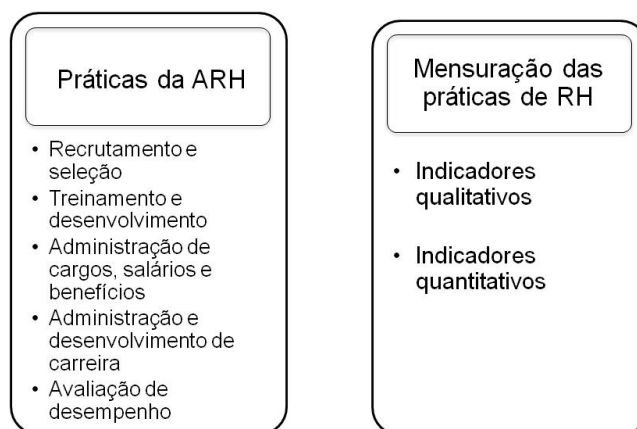 Práticas da ARH
• Recrutamento e
seleção
• Treinamento e
desenvolvimento
• Administração de
cargos, salários e
benefícios
• Administração e
desenvolvimento de
carreira
• Avaliação de
desempenho
Mensuração das
práticas de RH
• Indicadores
qualitativos
• Indicadores
quantitativos